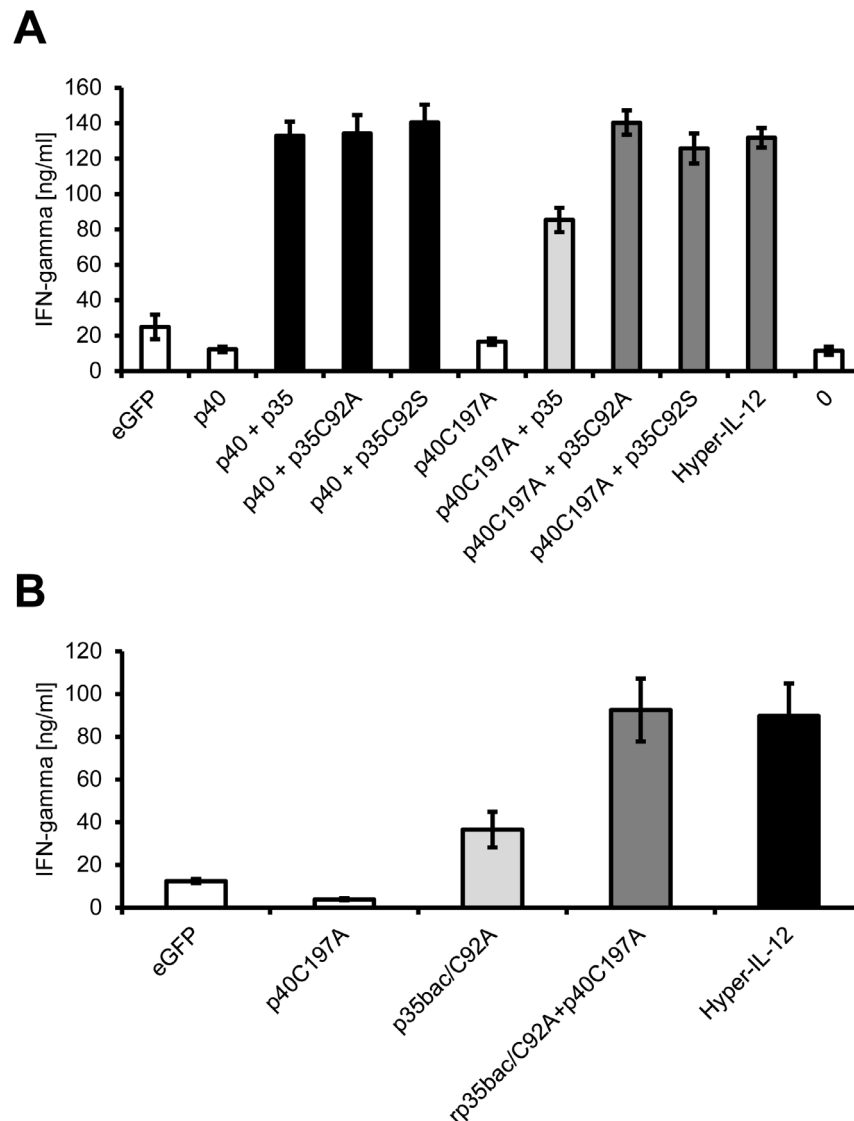 A
160
140
120
100
80
60
40
20
0
IFN-gamma [ng/ml]
eGFP
p40
p40 + p35
p40 + p35C92A
p40 + p35C92S
p40C197A
p40C197A + p35
p40C197A + p35C92A
p40C197A + p35C92S
Hyper-IL-12
0
B
120
100
80
60
40
20
0
IFN-gamma [ng/ml]
eGFP
p40C197A
p35bac/C92A
rp35bac/C92A+p40C197A
Hyper-IL-12